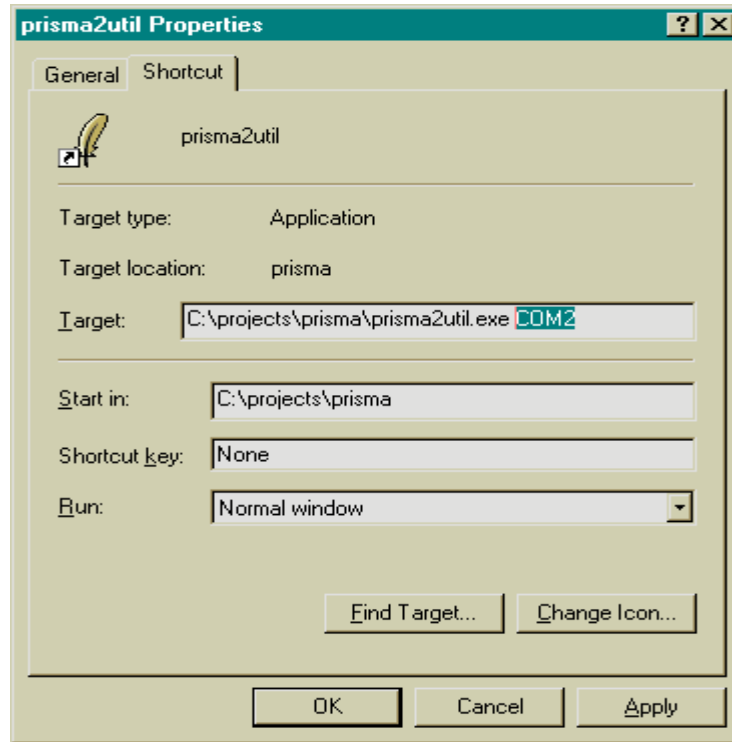 prisma2util Properties
General Shortcut
prisma2util
Target type: Application
Target location: prisma
Target: C:\projects\prisma\prisma2util.exe COM2
Start in: C:\projects\prisma
Shortcut key: None
Run: Normal window
Find Target... Change Icon...
OK Cancel Apply